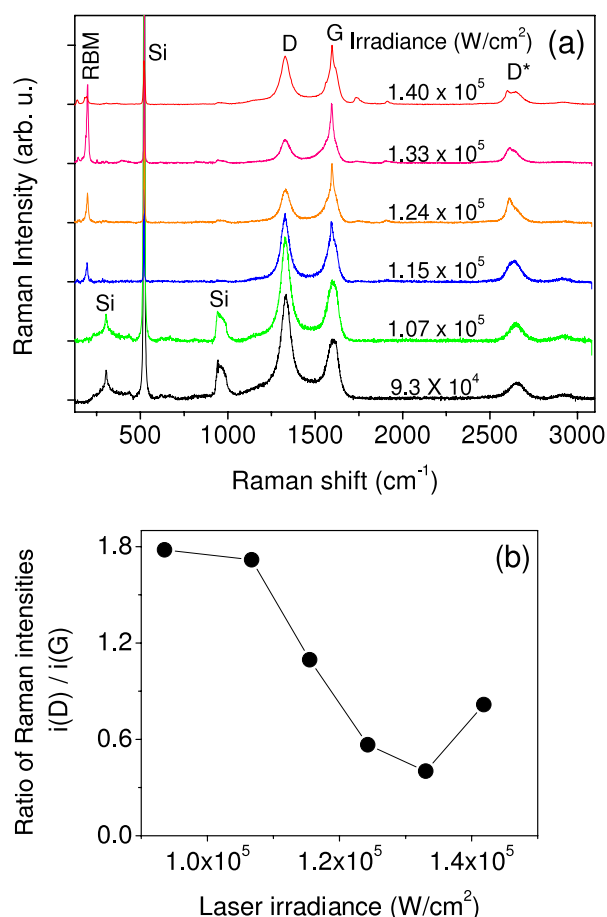 (a)
RBM
Si
D
G
Irradiance (W/cm²)
D*
1.40 x 10⁵
1.33 x 10⁵
1.24 x 10⁵
1.15 x 10⁵
Si
Si
1.07 x 10⁵
9.3 X 10⁴
Raman Intensity (arb. u.)
500 1000 1500 2000 2500 3000
Raman shift (cm⁻¹)
(b)
1.8
1.2
0.6
0.0
Ratio of Raman intensities
i(D) / i(G)
1.0x10⁵ 1.2x10⁵ 1.4x10⁵
Laser irradiance (W/cm²)